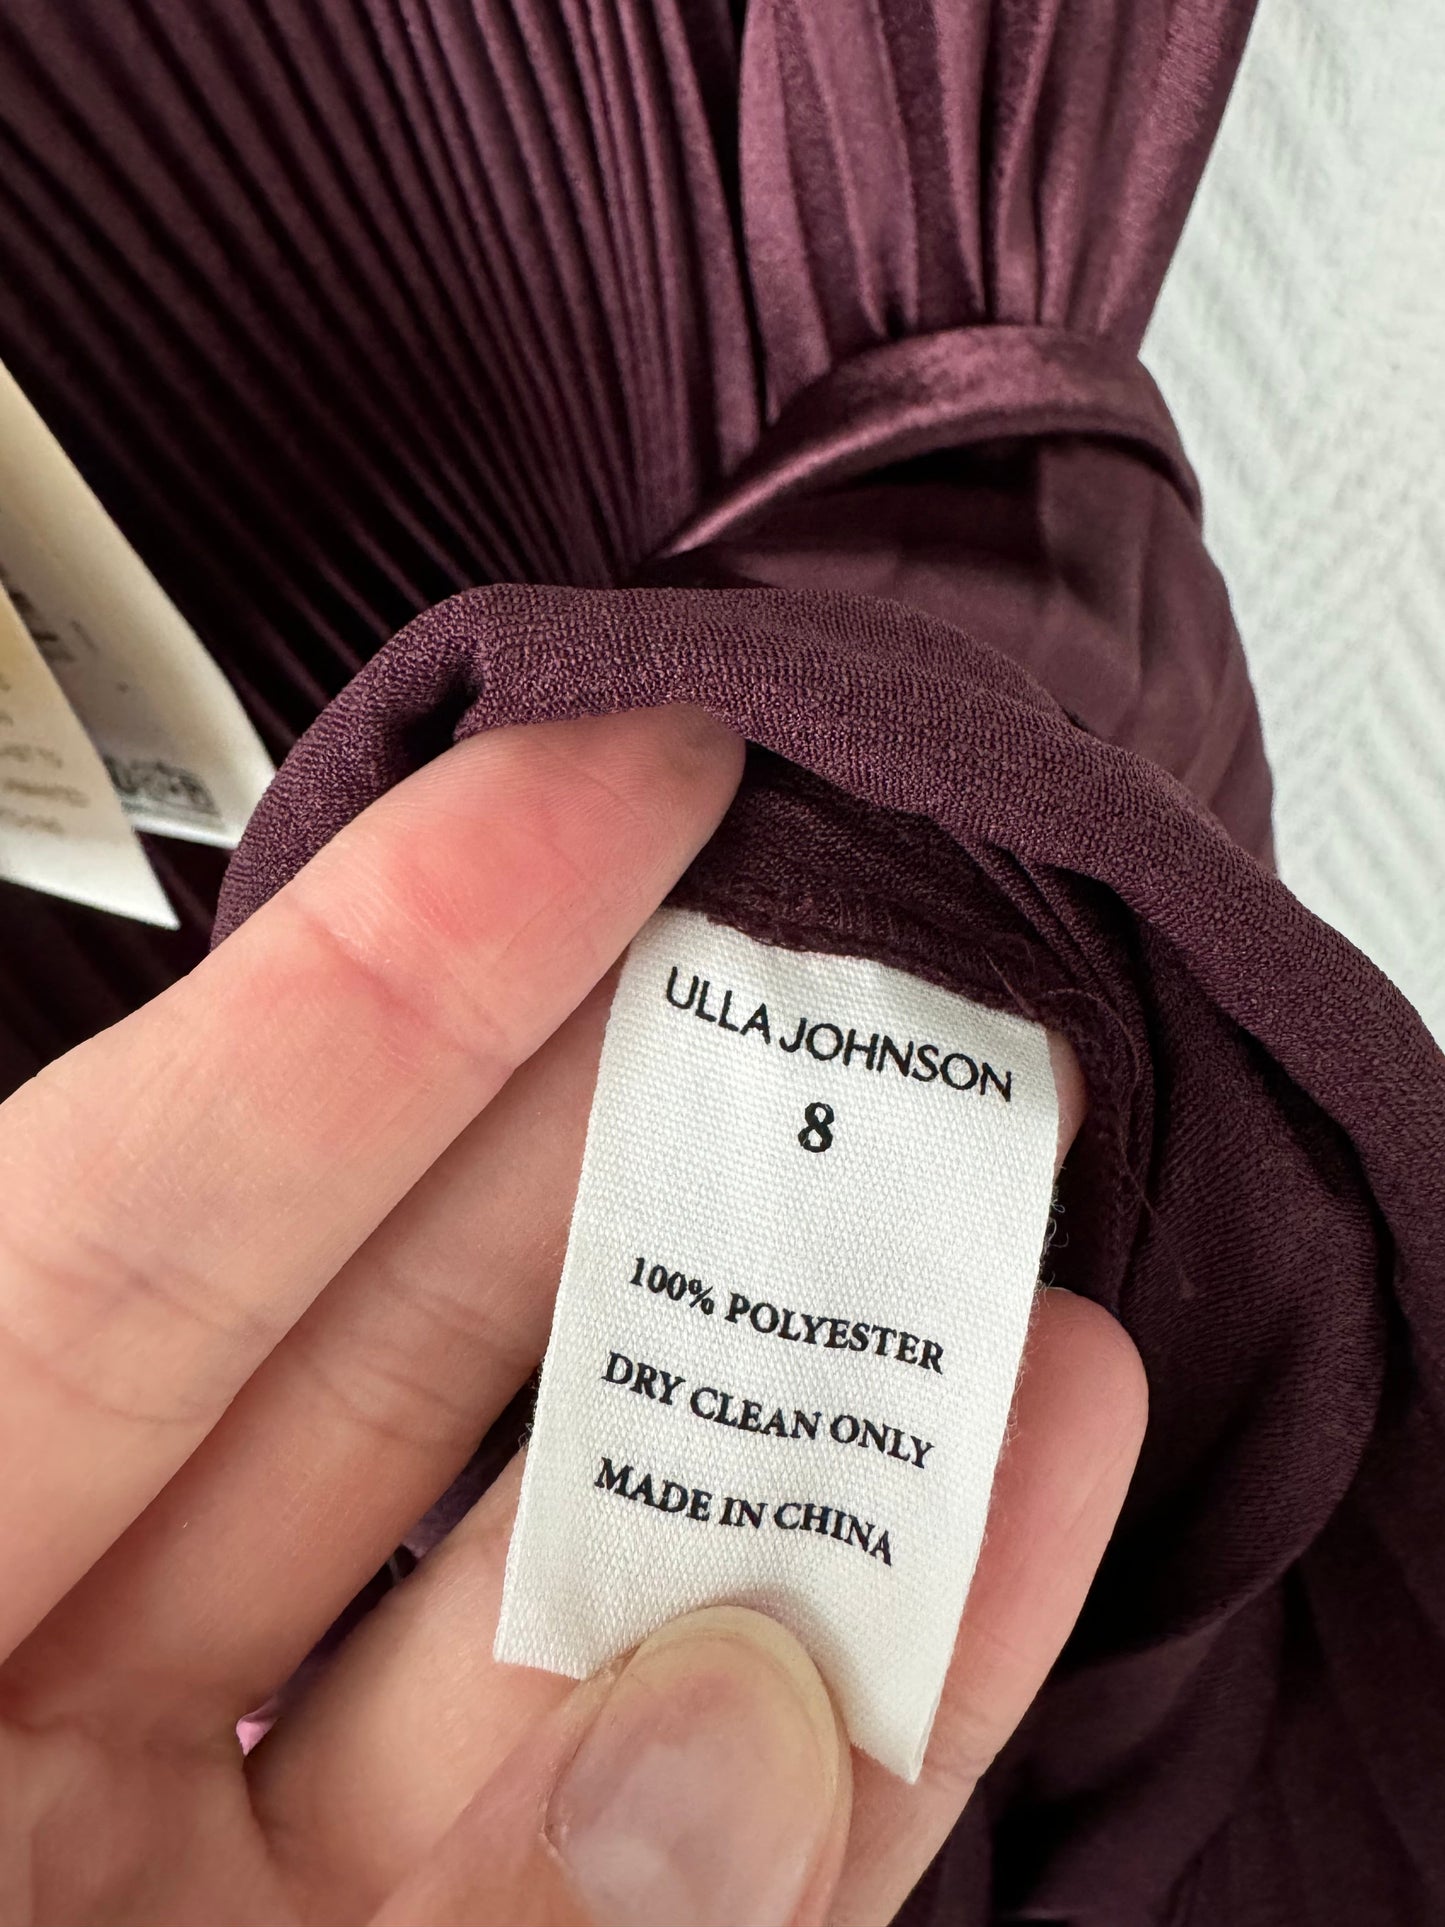 ULLA JOHNSON
8
100% POLYESTER
DRY CLEAN ONLY
MADE IN CHINA